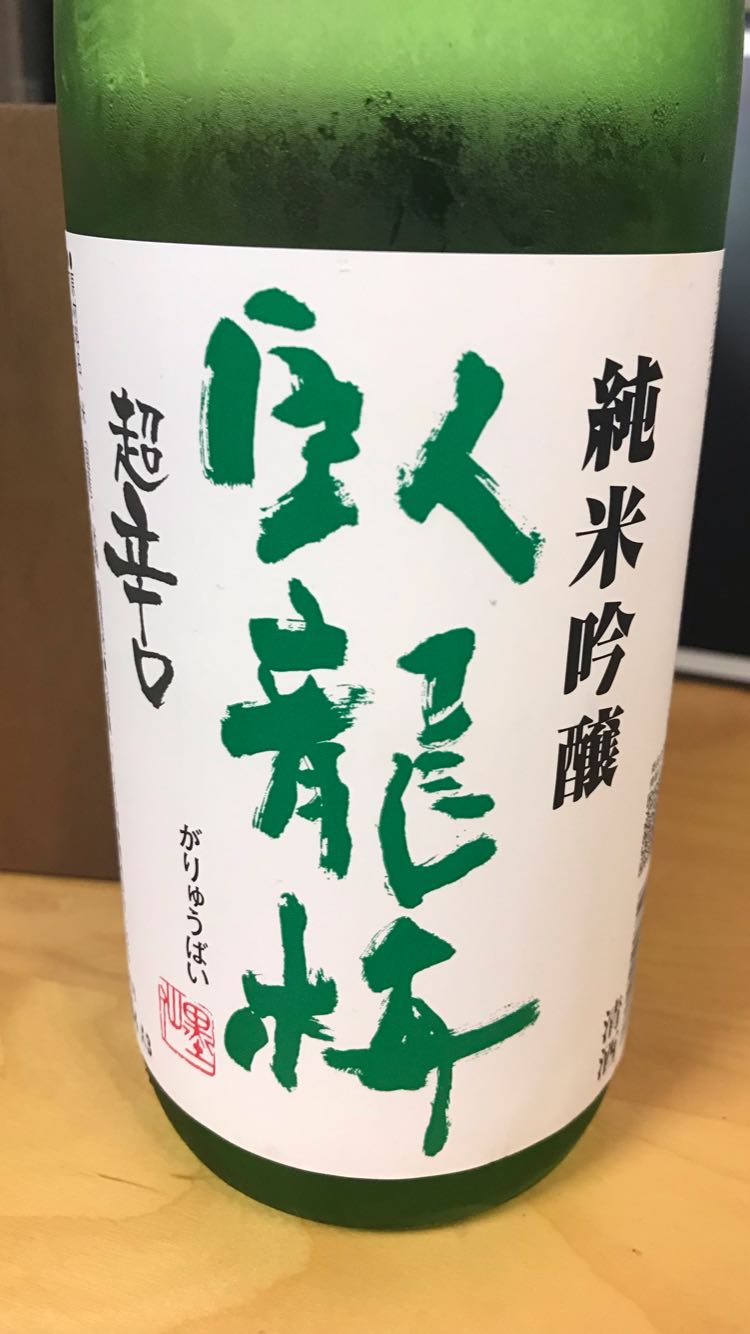 純米吟醸
臥龍梅
超辛口
がりゅうばい
清酒